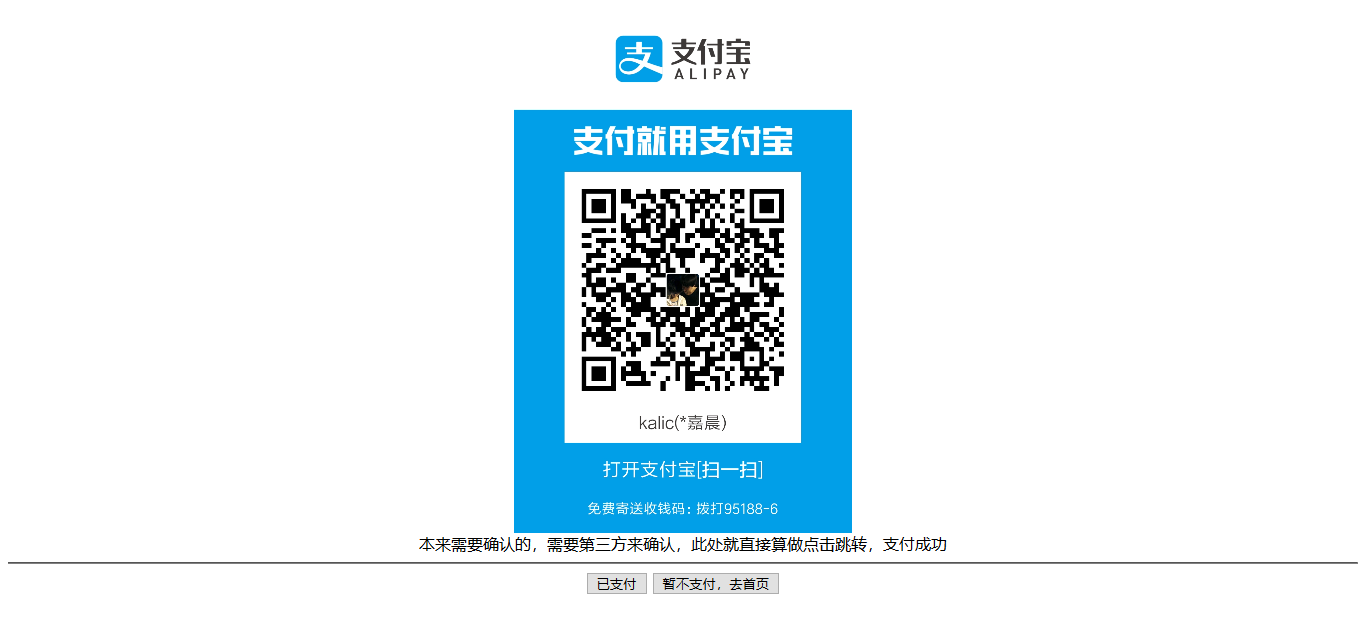 支付宝
ALIPAY
支付就用支付宝
kalic(*嘉晨)
打开支付宝[扫一扫]
免费寄送收钱码：拨打95188-6
本来需要确认的，需要第三方来确认，此处就直接算做点击跳转，支付成功
已支付 暂不支付，去首页